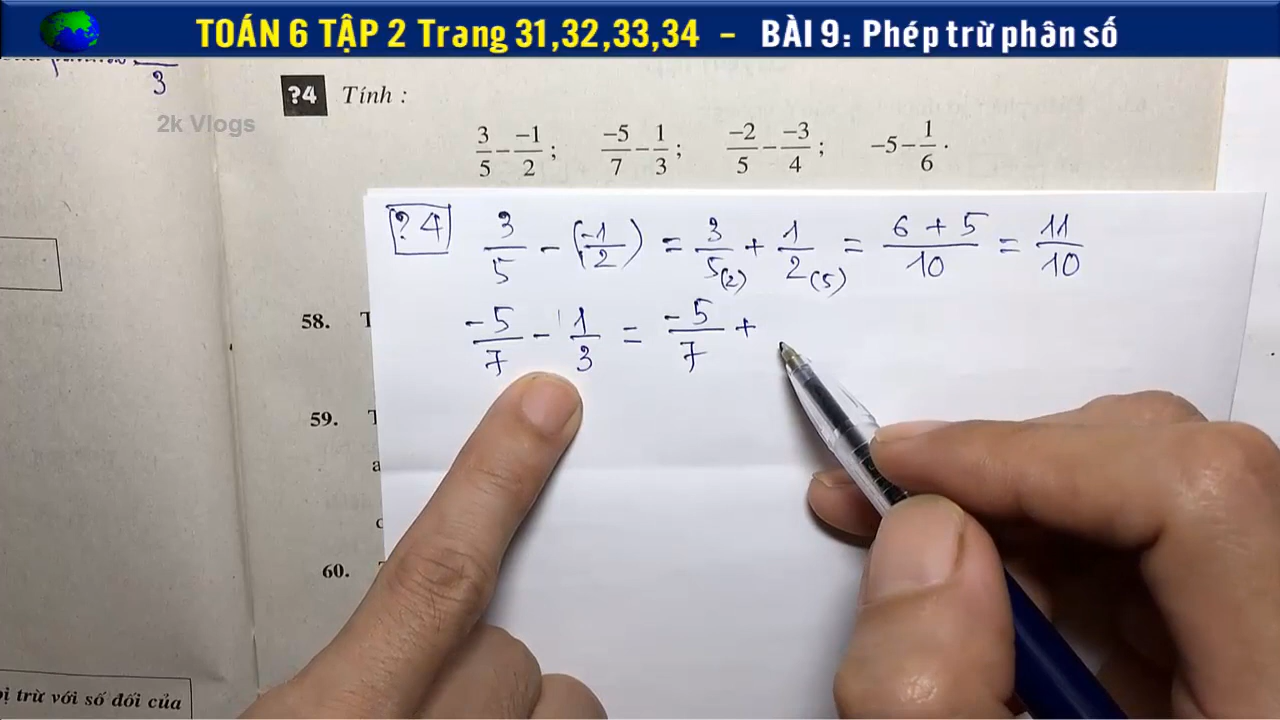 TOÁN 6 TẬP 2 Trang 31,32,33,34 – BÀI 9: Phép trừ phân số
3
2k Vlogs
?4 Tính :
3/5 − −1/2 ; −5/7 − 1/3 ; −2/5 − −3/4 ; −5 − 1/6 .
?4 3/5 − (−1/2) = 3/5(2) + 1/2(5) = 6 + 5/10 = 11/10
−5/7 − 1/3 = −5/7 +
58. T
59. T
a
c
60.
trừ với số đối của